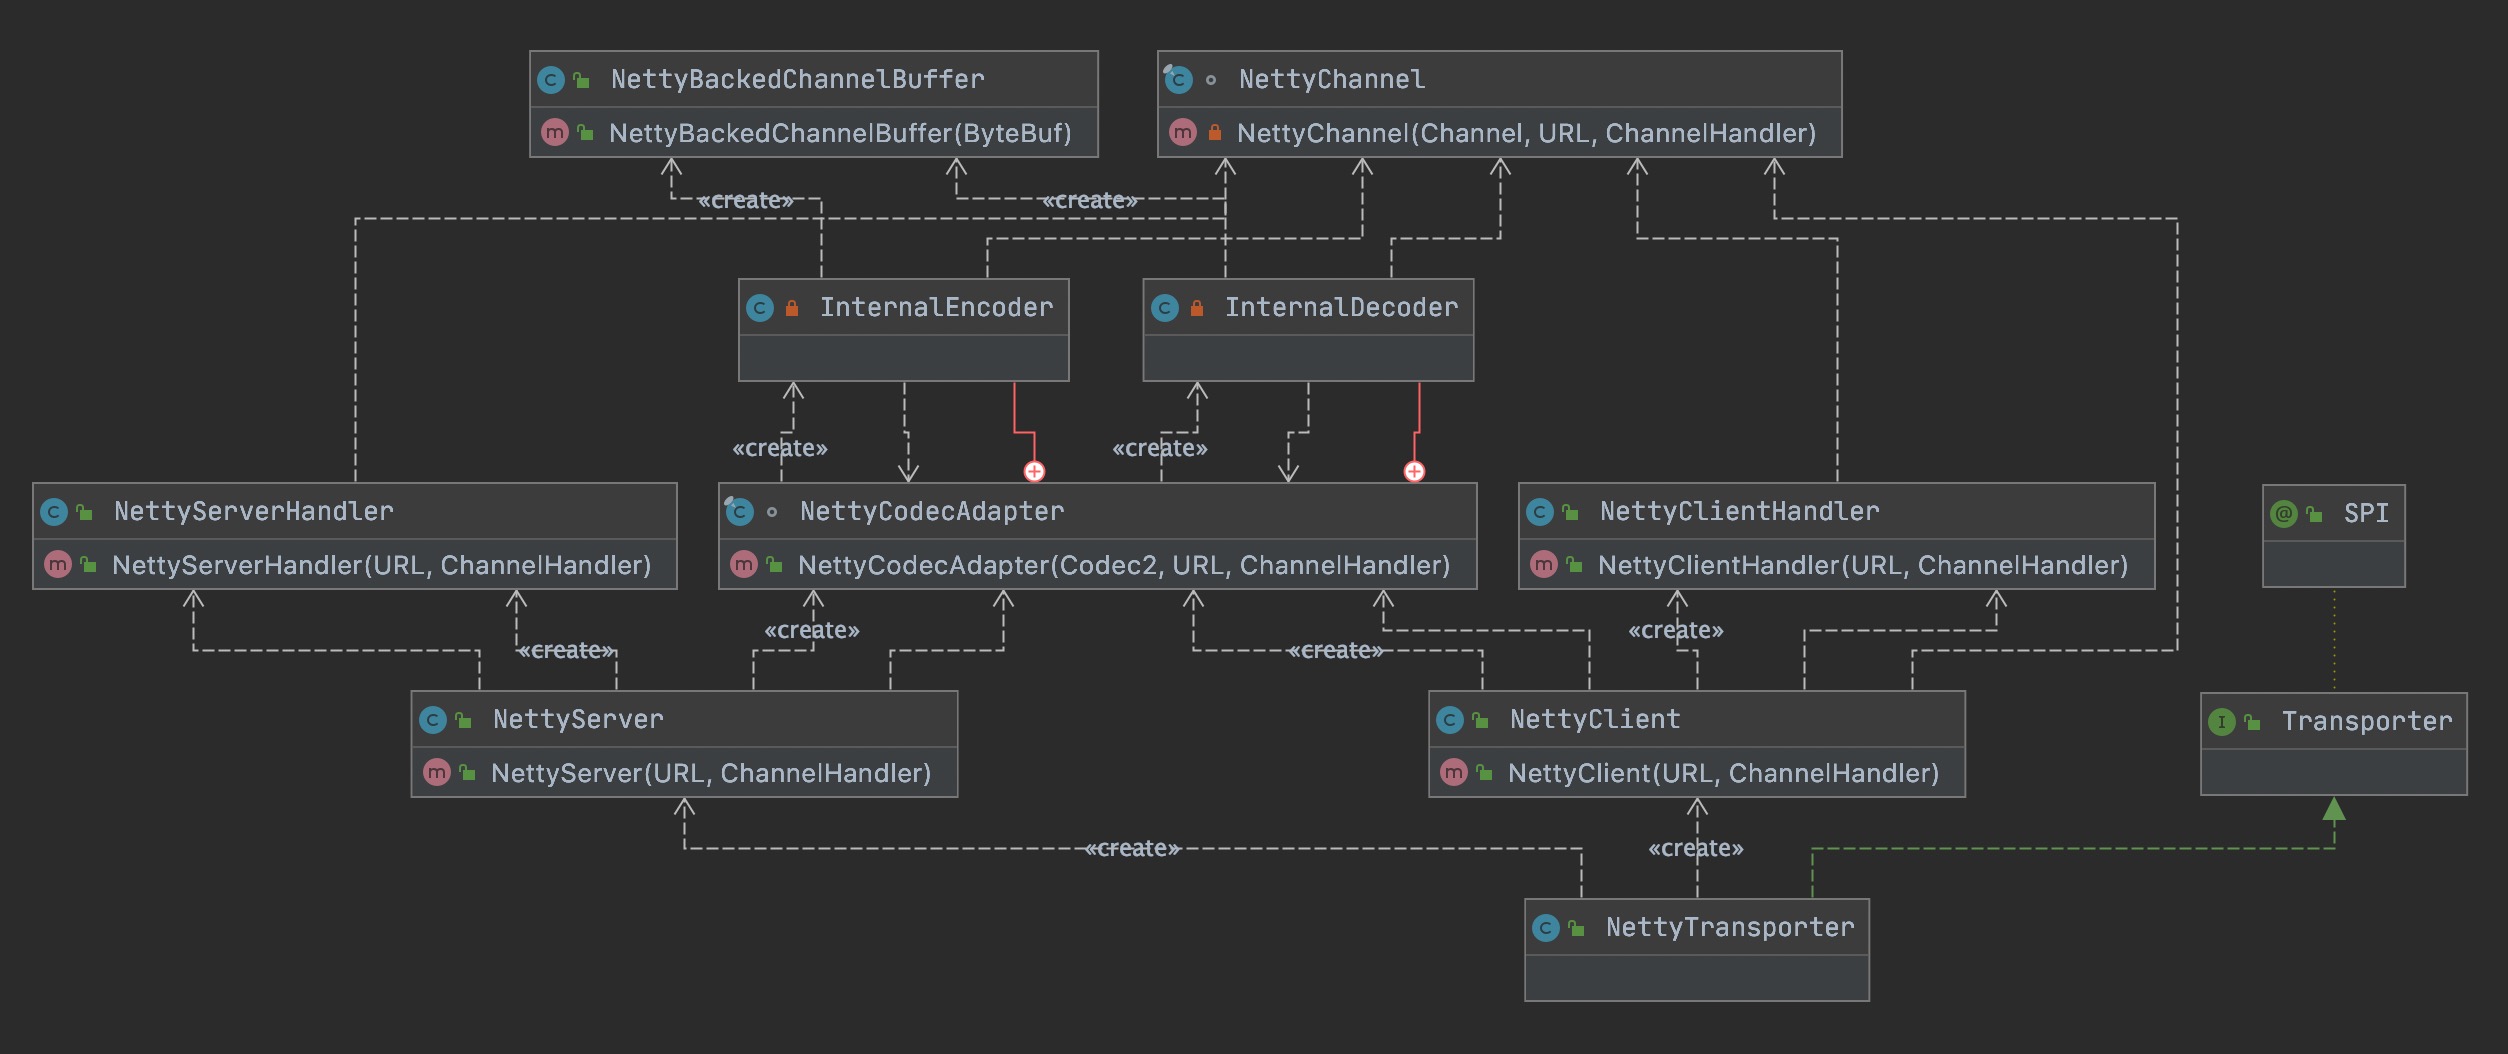 NettyBackedChannelBuffer
NettyBackedChannelBuffer(ByteBuf)
NettyChannel
NettyChannel(Channel, URL, ChannelHandler)
«create»
«create»
InternalEncoder
InternalDecoder
«create»
«create»
NettyServerHandler
NettyServerHandler(URL, ChannelHandler)
NettyCodecAdapter
NettyCodecAdapter(Codec2, URL, ChannelHandler)
NettyClientHandler
NettyClientHandler(URL, ChannelHandler)
SPI
«create»
«create»
«create»
«create»
NettyServer
NettyServer(URL, ChannelHandler)
NettyClient
NettyClient(URL, ChannelHandler)
Transporter
«create»
«create»
NettyTransporter